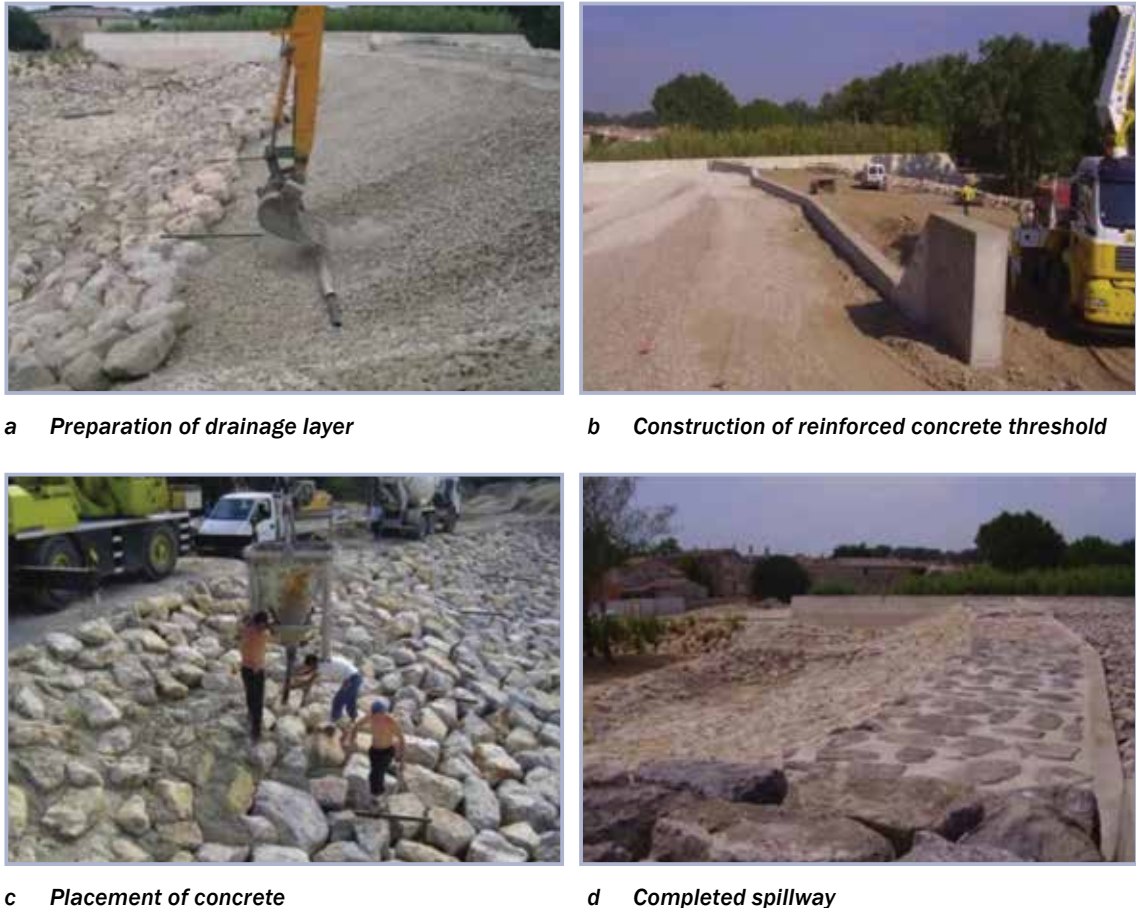 a Preparation of drainage layer
b Construction of reinforced concrete threshold
c Placement of concrete
d Completed spillway